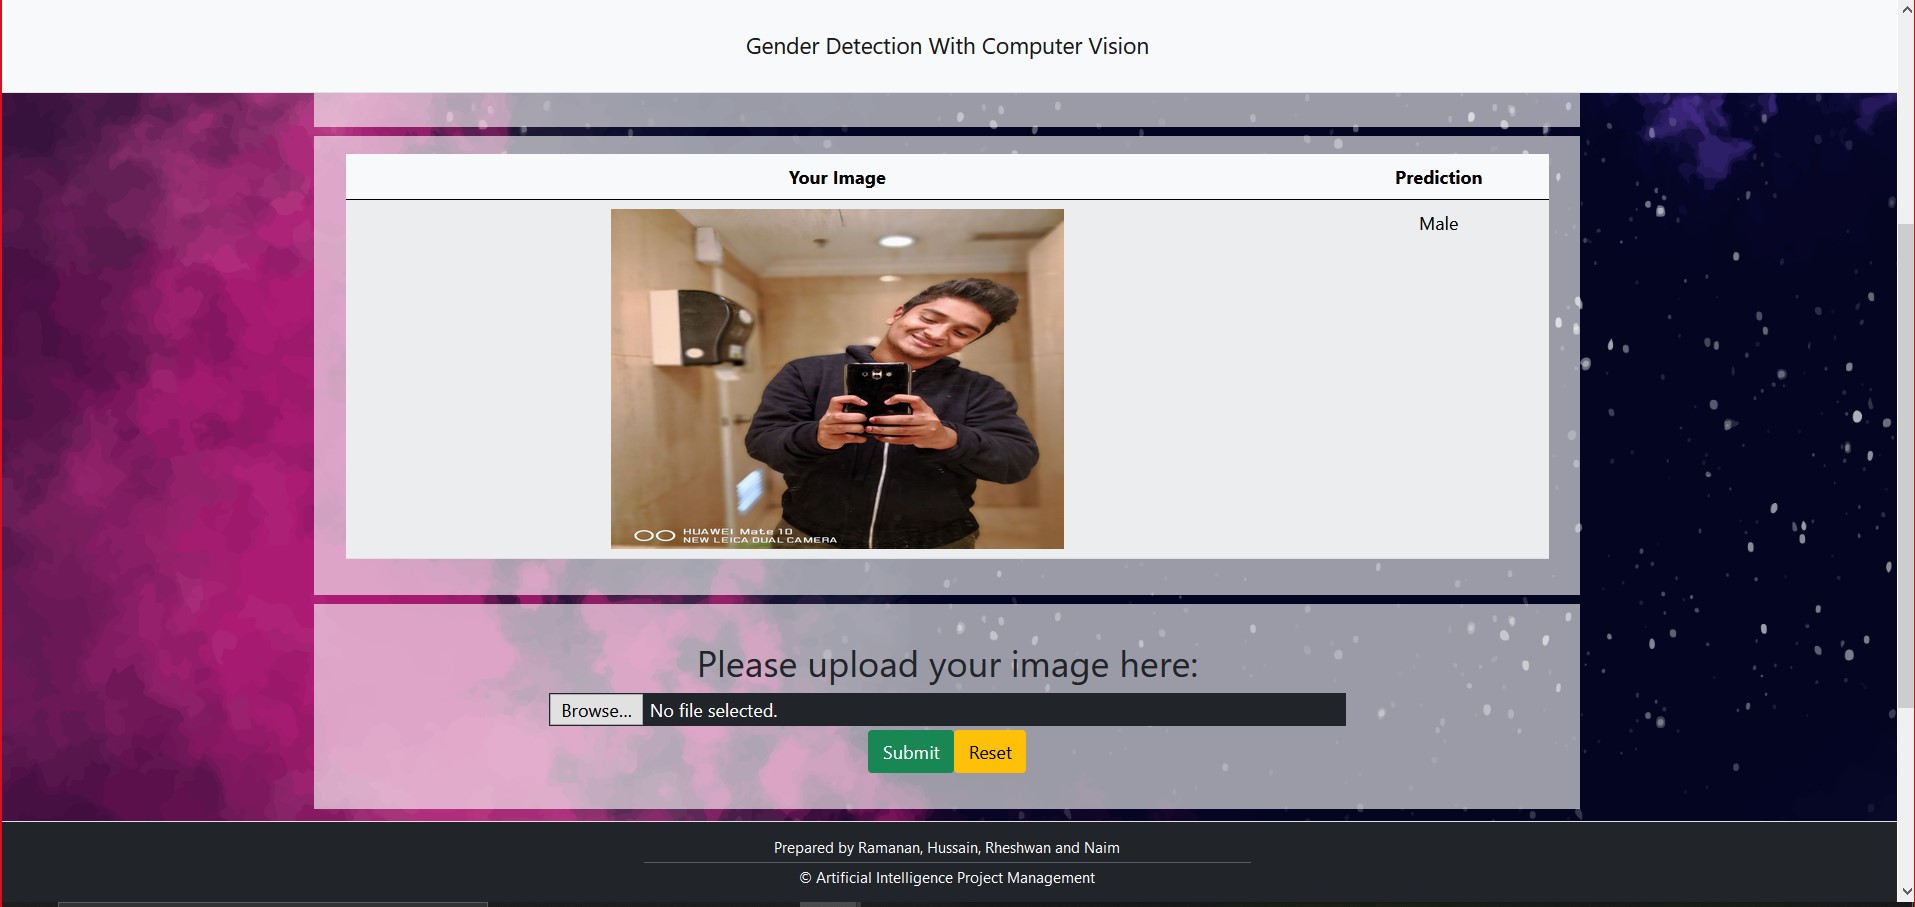 Gender Detection With Computer Vision
Your Image Prediction
Male
HUAWEI Mate 10
NEW LEICA DUAL CAMERA
Please upload your image here:
Browse... No file selected.
Submit Reset
Prepared by Ramanan, Hussain, Rheshwan and Naim
© Artificial Intelligence Project Management